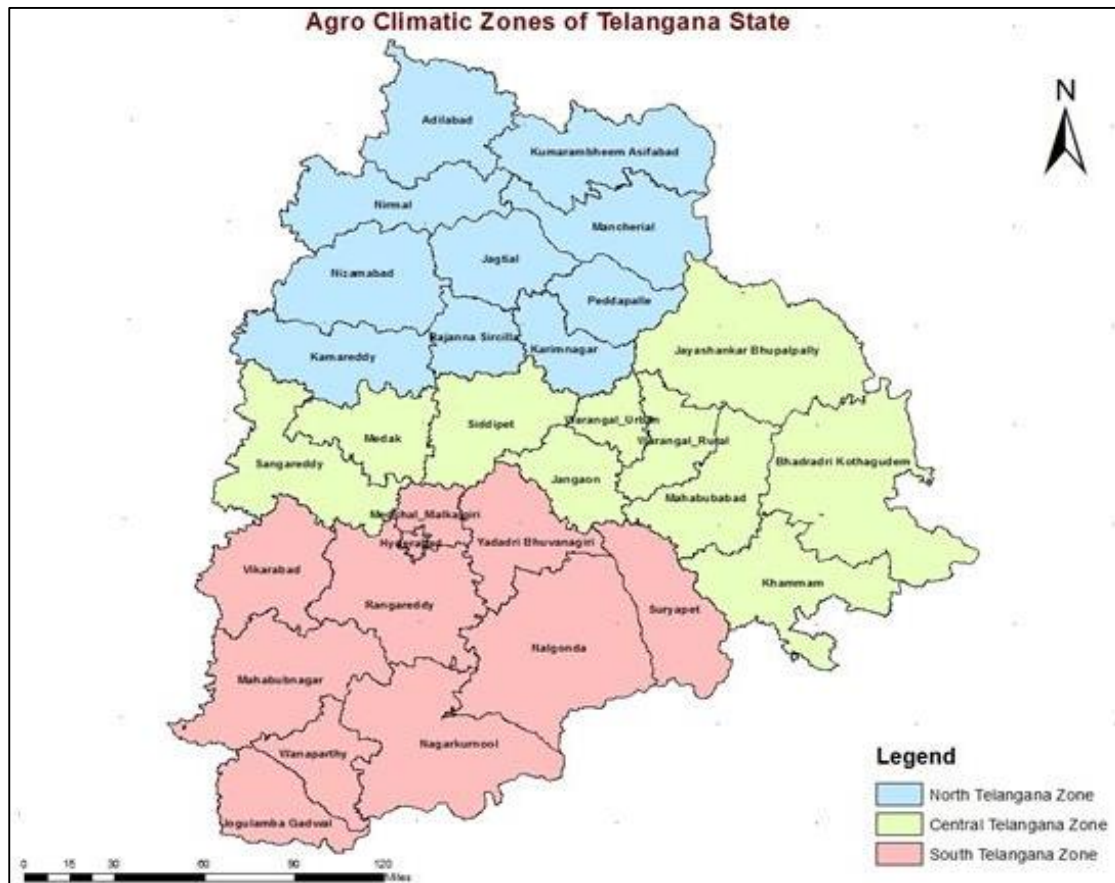 Agro Climatic Zones of Telangana State
N
Adilabad
Kumarambheem Asifabad
Nirmal
Mancherial
Jagtial
Nizamabad
Peddapalle
Rajanna Sircilla
Karimnagar
Kamareddy
Jayashankar Bhupalpally
Siddipet
Warangal_Urban
Medak
Warangal_Rural
Sangareddy
Bhadradri Kothagudem
Jangaon
Mahabubabad
Medchal_Malkajgiri
Hyderabad
Yadadri Bhuvanagiri
Vikarabad
Khammam
Rangareddy
Suryapet
Nalgonda
Mahabubnagar
Nagarkurnool
Wanaparthy
Jogulamba Gadwal
Legend
North Telangana Zone
Central Telangana Zone
South Telangana Zone
0 15 30 60 90 120
Miles